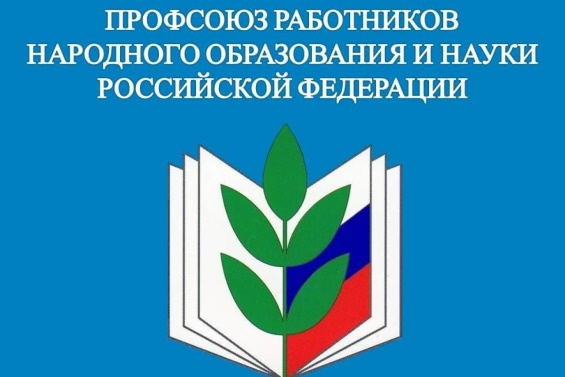 ПРОФСОЮЗ РАБОТНИКОВ
НАРОДНОГО ОБРАЗОВАНИЯ И НАУКИ
РОССИЙСКОЙ ФЕДЕРАЦИИ